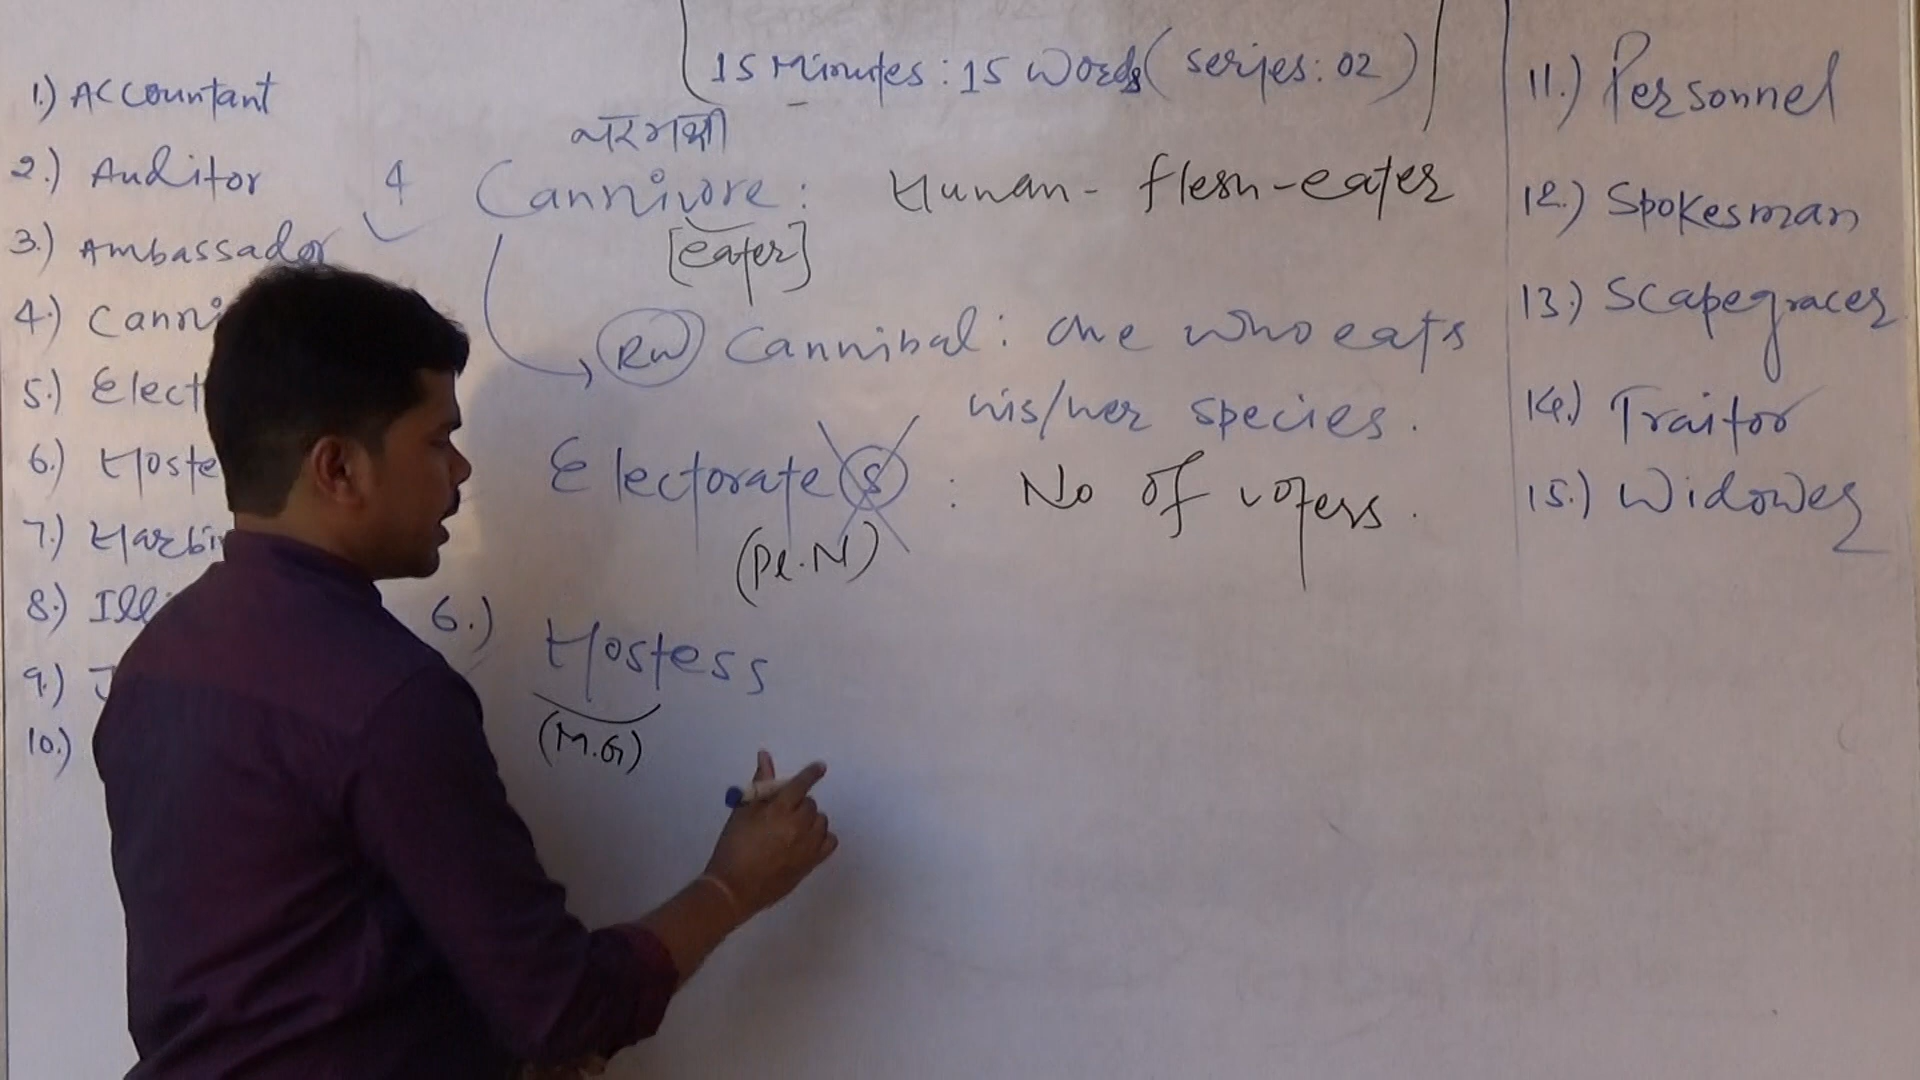 15 Minutes: 15 Words (series: 02)
1.) Accountant
2.) Auditor
3.) Ambassador
4.) Canni
5.) Elect
6.) Hoste
7.) Harbi
8.) Ill
9.) J
10.)
नरभक्षी
4 Cannivore: Human-flesh-eater
[eater]
RW Cannibal: One who eats
his/her species.
Electorate S : No of voters.
(Pl.N)
6.) Hostess
(M.G)
11.) Personnel
12.) Spokesman
13.) Scapegracer
14.) Traitor
15.) Widower